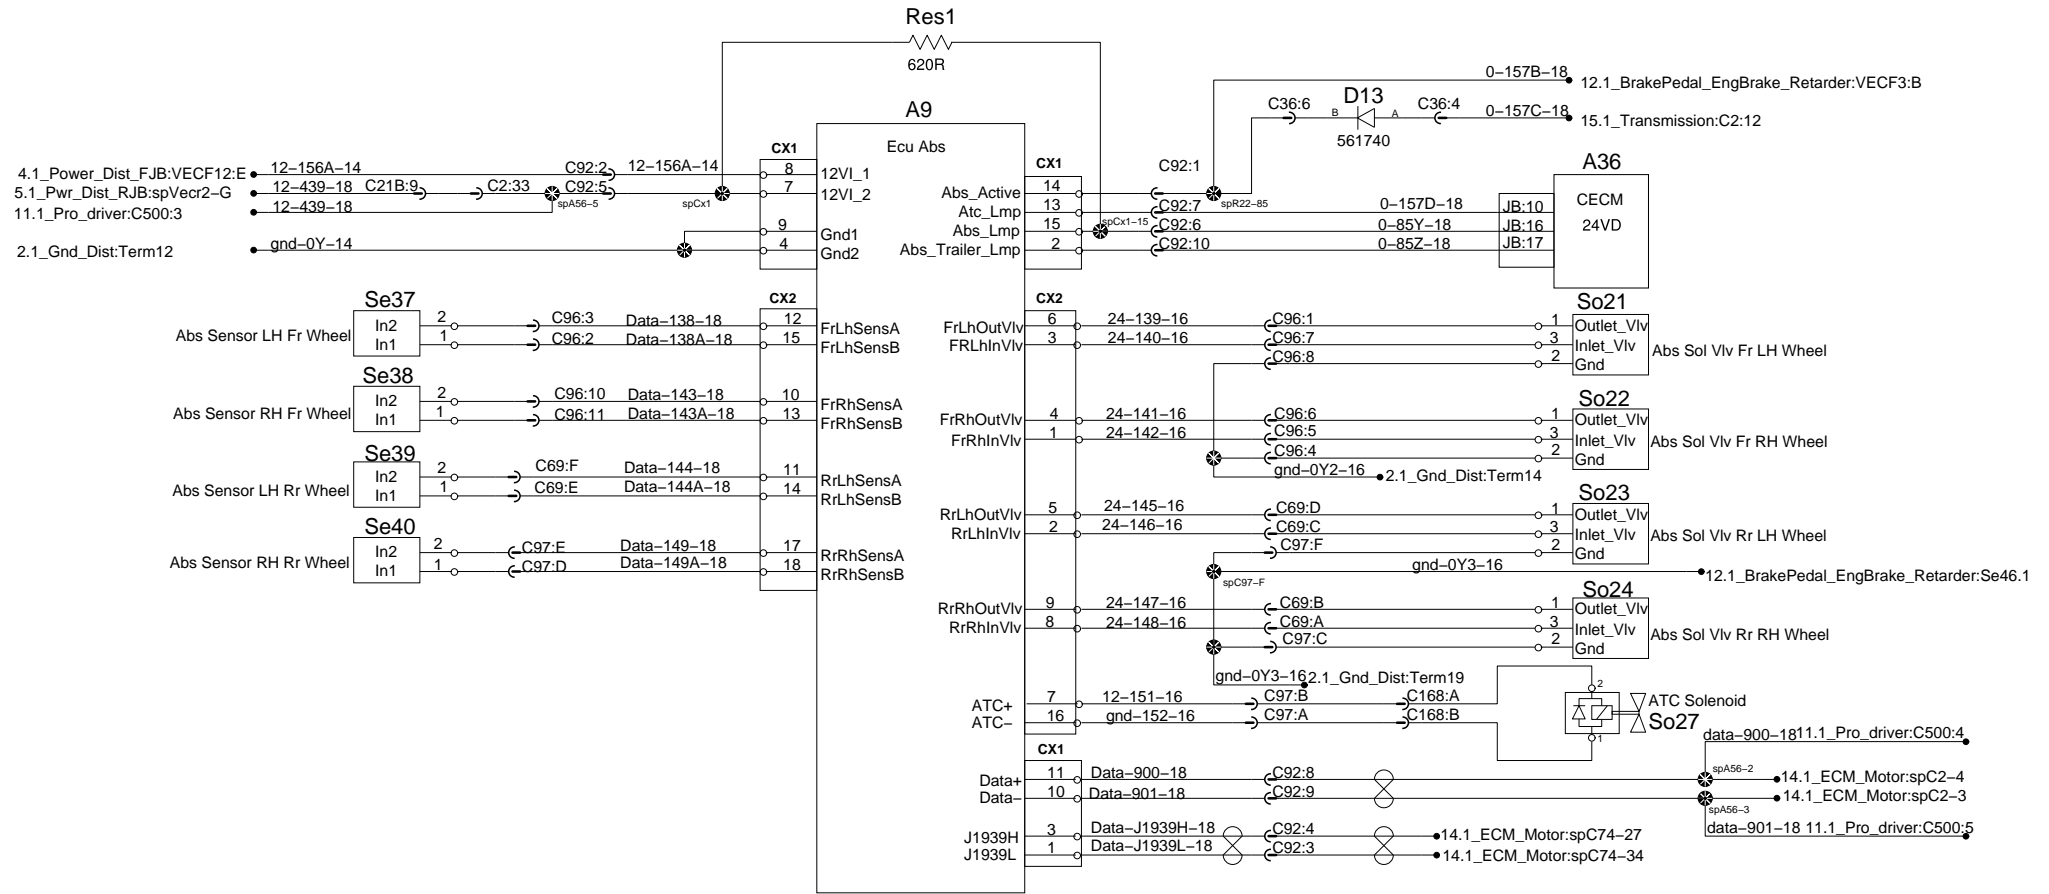 Res1
620R
0-157B-18
12.1_BrakePedal_EngBrake_Retarder:VECF3:B
C36:6
D13
B
A
C36:4
0-157C-18
15.1_Transmission:C2:12
561740
A9
Ecu Abs
CX1
4.1_Power_Dist_FJB:VECF12:E
12-156A-14
C92:2
12-156A-14
8
12VI_1
5.1_Pwr_Dist_RJB:spVecr2-G
12-439-18
C21B:9
C2:33
C92:5
7
12VI_2
spA56-5
spCx1
11.1_Pro_driver:C500:3
12-439-18
9
Gnd1
2.1_Gnd_Dist:Term12
gnd-0Y-14
4
Gnd2
CX1
C92:1
Abs_Active
14
spR22-85
Atc_Lmp
13
C92:7
0-157D-18
JB:10
Abs_Lmp
15
spCx1-15
C92:6
0-85Y-18
JB:16
Abs_Trailer_Lmp
2
C92:10
0-85Z-18
JB:17
A36
CECM
24VD
CX2
Se37
Abs Sensor LH Fr Wheel
In2
2
C96:3
Data-138-18
12
FrLhSensA
In1
1
C96:2
Data-138A-18
15
FrLhSensB
Se38
Abs Sensor RH Fr Wheel
In2
2
C96:10
Data-143-18
10
FrRhSensA
In1
1
C96:11
Data-143A-18
13
FrRhSensB
Se39
Abs Sensor LH Rr Wheel
In2
2
C69:F
Data-144-18
11
RrLhSensA
In1
1
C69:E
Data-144A-18
14
RrLhSensB
Se40
Abs Sensor RH Rr Wheel
In2
2
C97:E
Data-149-18
17
RrRhSensA
In1
1
C97:D
Data-149A-18
18
RrRhSensB
CX2
So21
FrLhOutVlv
6
24-139-16
C96:1
1
Outlet_Vlv
FRLhInVlv
3
24-140-16
C96:7
3
Inlet_Vlv
Abs Sol Vlv Fr LH Wheel
C96:8
2
Gnd
So22
FrRhOutVlv
4
24-141-16
C96:6
1
Outlet_Vlv
FrRhInVlv
1
24-142-16
C96:5
3
Inlet_Vlv
Abs Sol Vlv Fr RH Wheel
C96:4
2
Gnd
gnd-0Y2-16
2.1_Gnd_Dist:Term14
So23
RrLhOutVlv
5
24-145-16
C69:D
1
Outlet_Vlv
RrLhInVlv
2
24-146-16
C69:C
3
Inlet_Vlv
Abs Sol Vlv Rr LH Wheel
C97:F
2
Gnd
gnd-0Y3-16
12.1_BrakePedal_EngBrake_Retarder:Se46.1
spC97-F
So24
RrRhOutVlv
9
24-147-16
C69:B
1
Outlet_Vlv
RrRhInVlv
8
24-148-16
C69:A
3
Inlet_Vlv
Abs Sol Vlv Rr RH Wheel
C97:C
2
Gnd
gnd-0Y3-16
2.1_Gnd_Dist:Term19
ATC+
7
12-151-16
C97:B
C168:A
2
ATC Solenoid
So27
ATC-
16
gnd-152-16
C97:A
C168:B
1
CX1
data-900-18
11.1_Pro_driver:C500:4
Data+
11
Data-900-18
C92:8
spA56-2
14.1_ECM_Motor:spC2-4
Data-
10
Data-901-18
C92:9
14.1_ECM_Motor:spC2-3
spA56-3
data-901-18
11.1_Pro_driver:C500:5
J1939H
3
Data-J1939H-18
C92:4
14.1_ECM_Motor:spC74-27
J1939L
1
Data-J1939L-18
C92:3
14.1_ECM_Motor:spC74-34